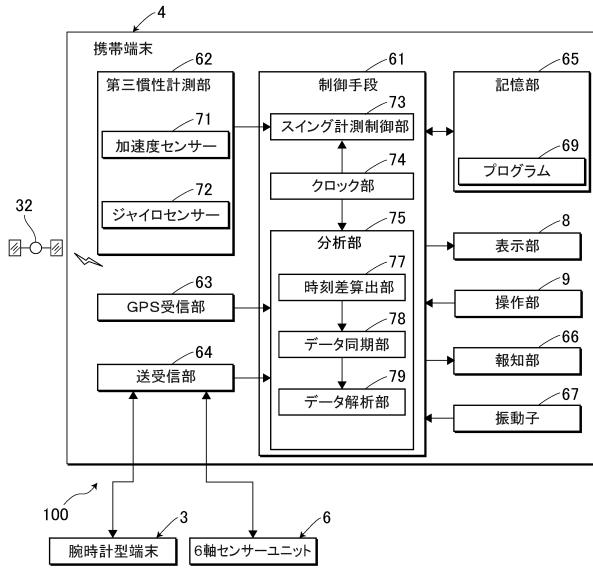 4
携帯端末
62
第三慣性計測部
71
加速度センサー
72
ジャイロセンサー
61
制御手段
73
スイング計測制御部
74
クロック部
75
分析部
77
時刻差算出部
78
データ同期部
79
データ解析部
65
記憶部
69
プログラム
32
63
GPS受信部
64
送受信部
8
表示部
9
操作部
66
報知部
67
振動子
100
3
腕時計型端末
6
6軸センサーユニット